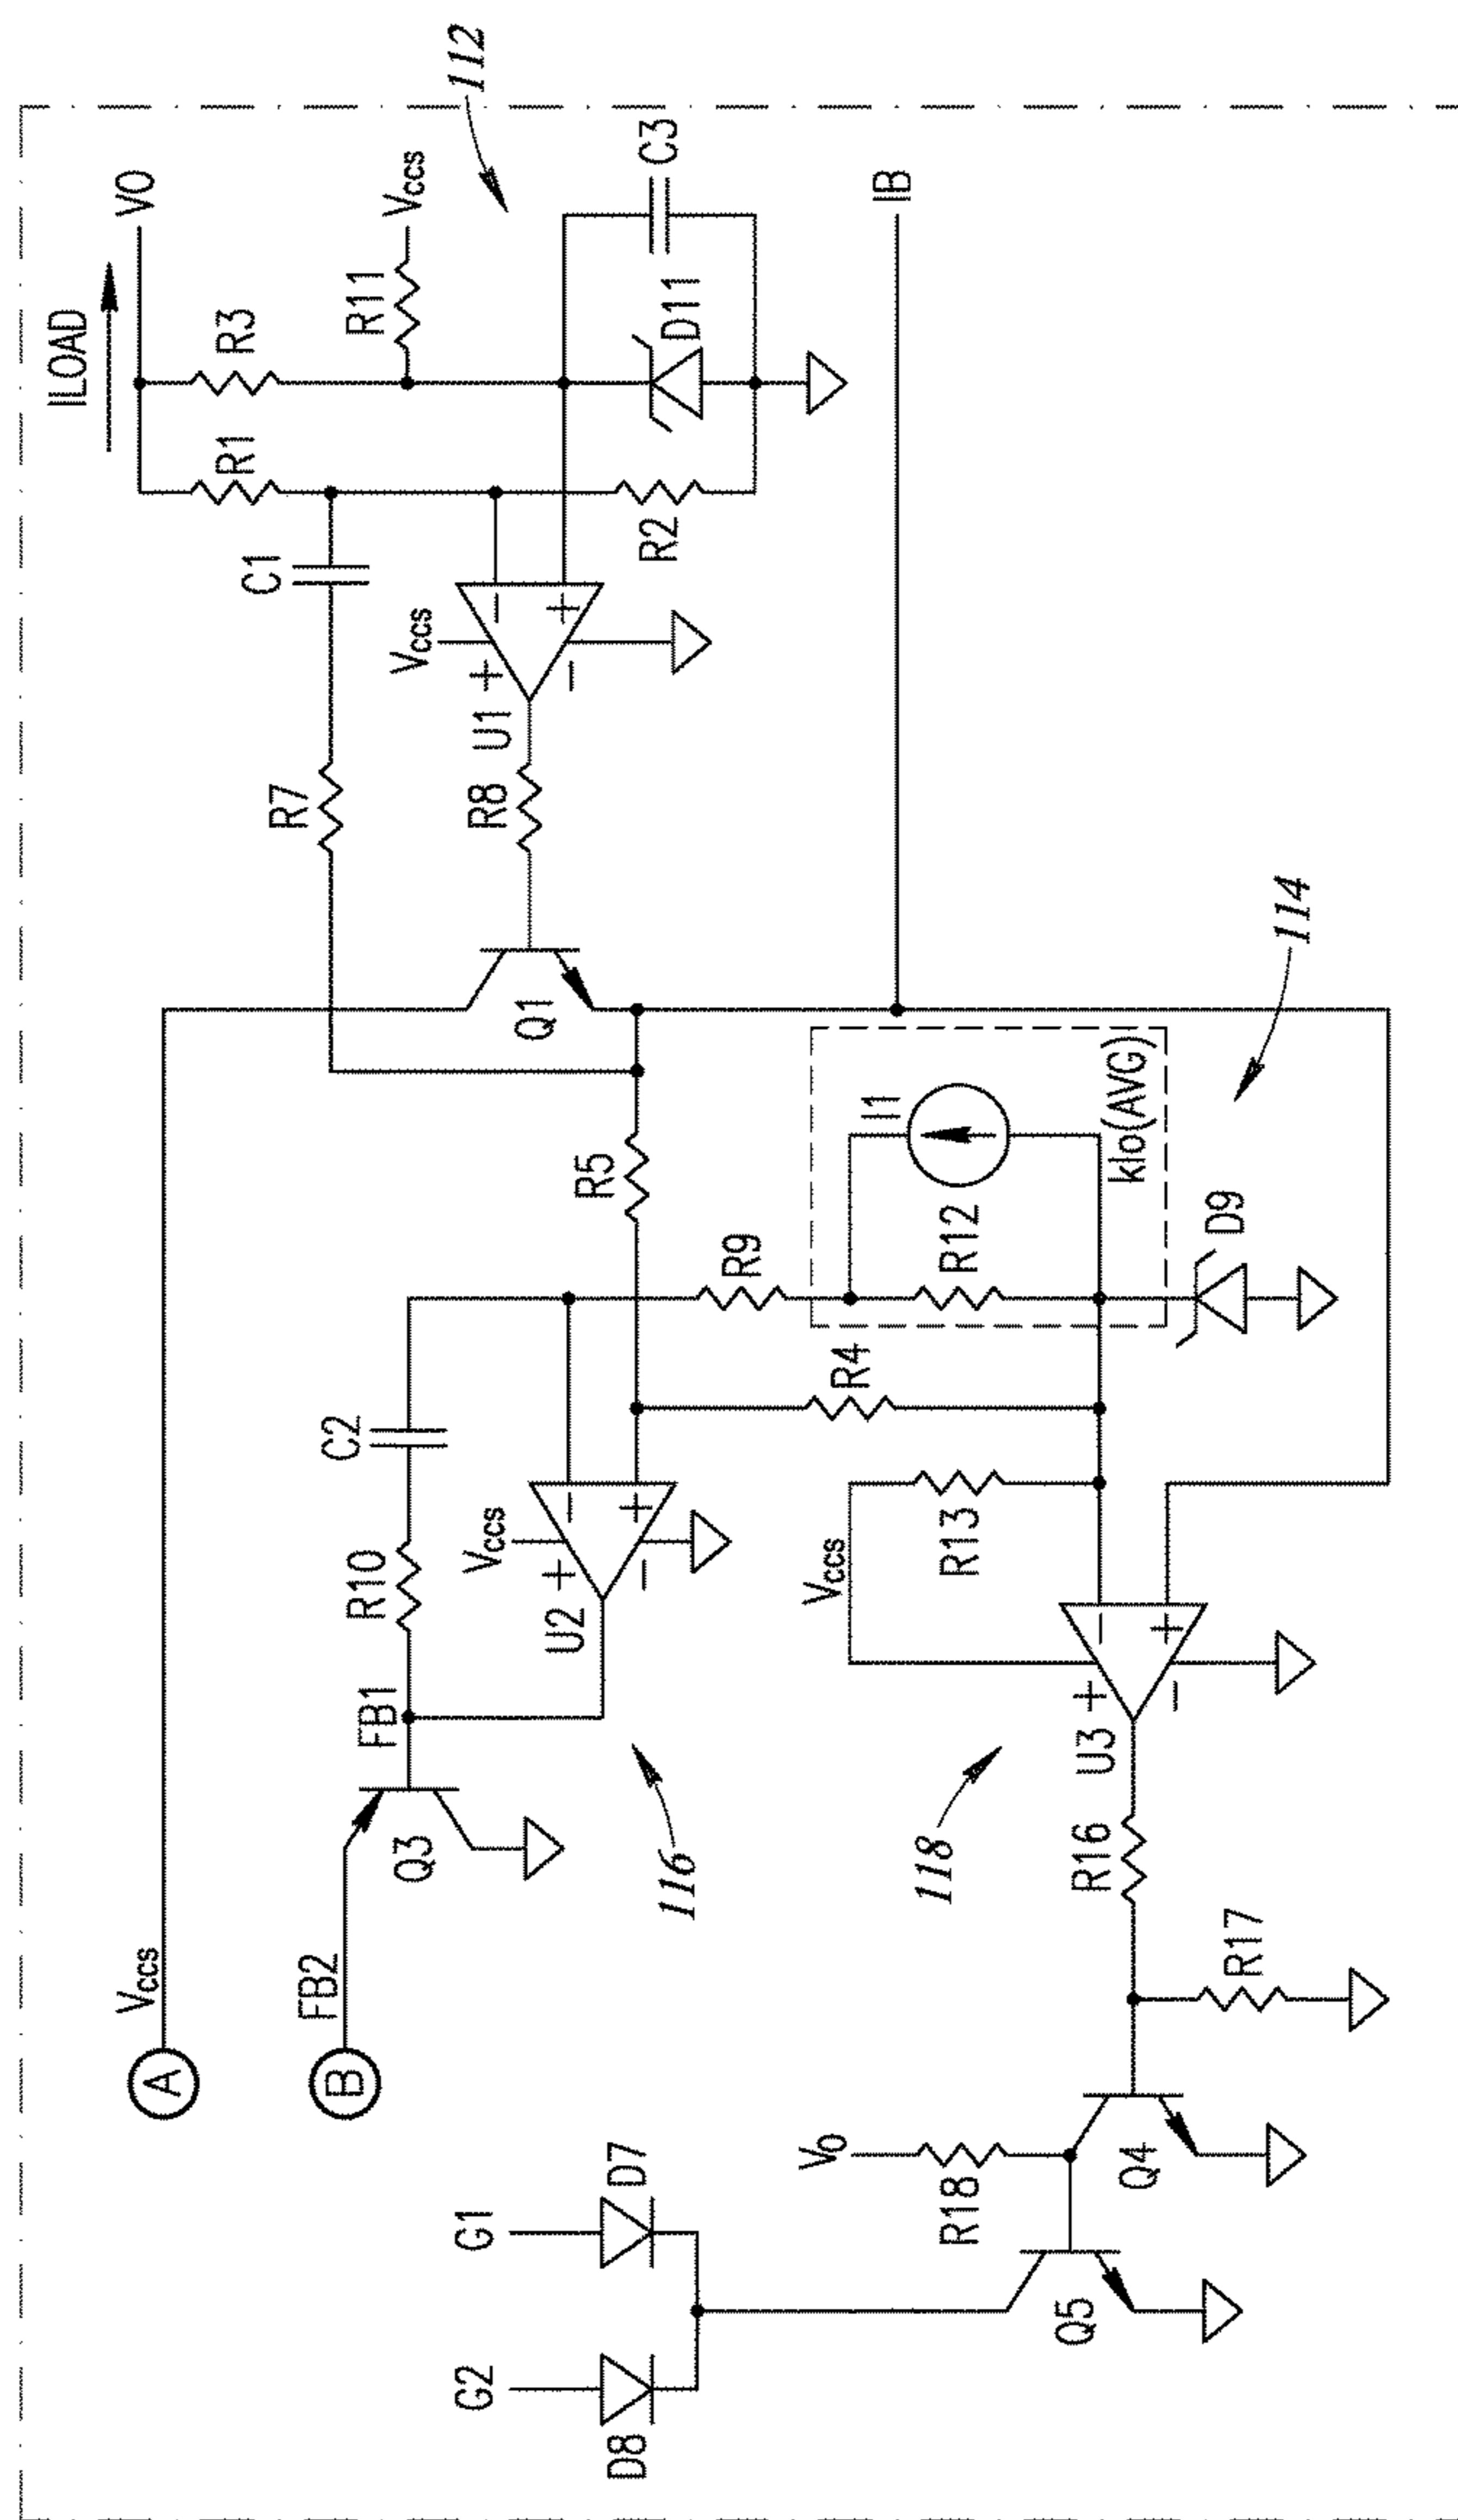 A
Vccs
B
FB2
Q3
FB1
R10
C2
U2
Vccs
+
−
−
+
116
R9
R4
R5
R7
C1
Q1
R8
U1
Vccs
+
−
−
+
R1
R2
R3
R11
Vccs
ILOAD
VO
112
D11
C3
IB
114
I1
R12
kIo(AVG)
D9
R13
Vccs
U3
+
−
−
+
118
R16
R17
Q4
R18
VO
Q5
G1
D7
G2
D8